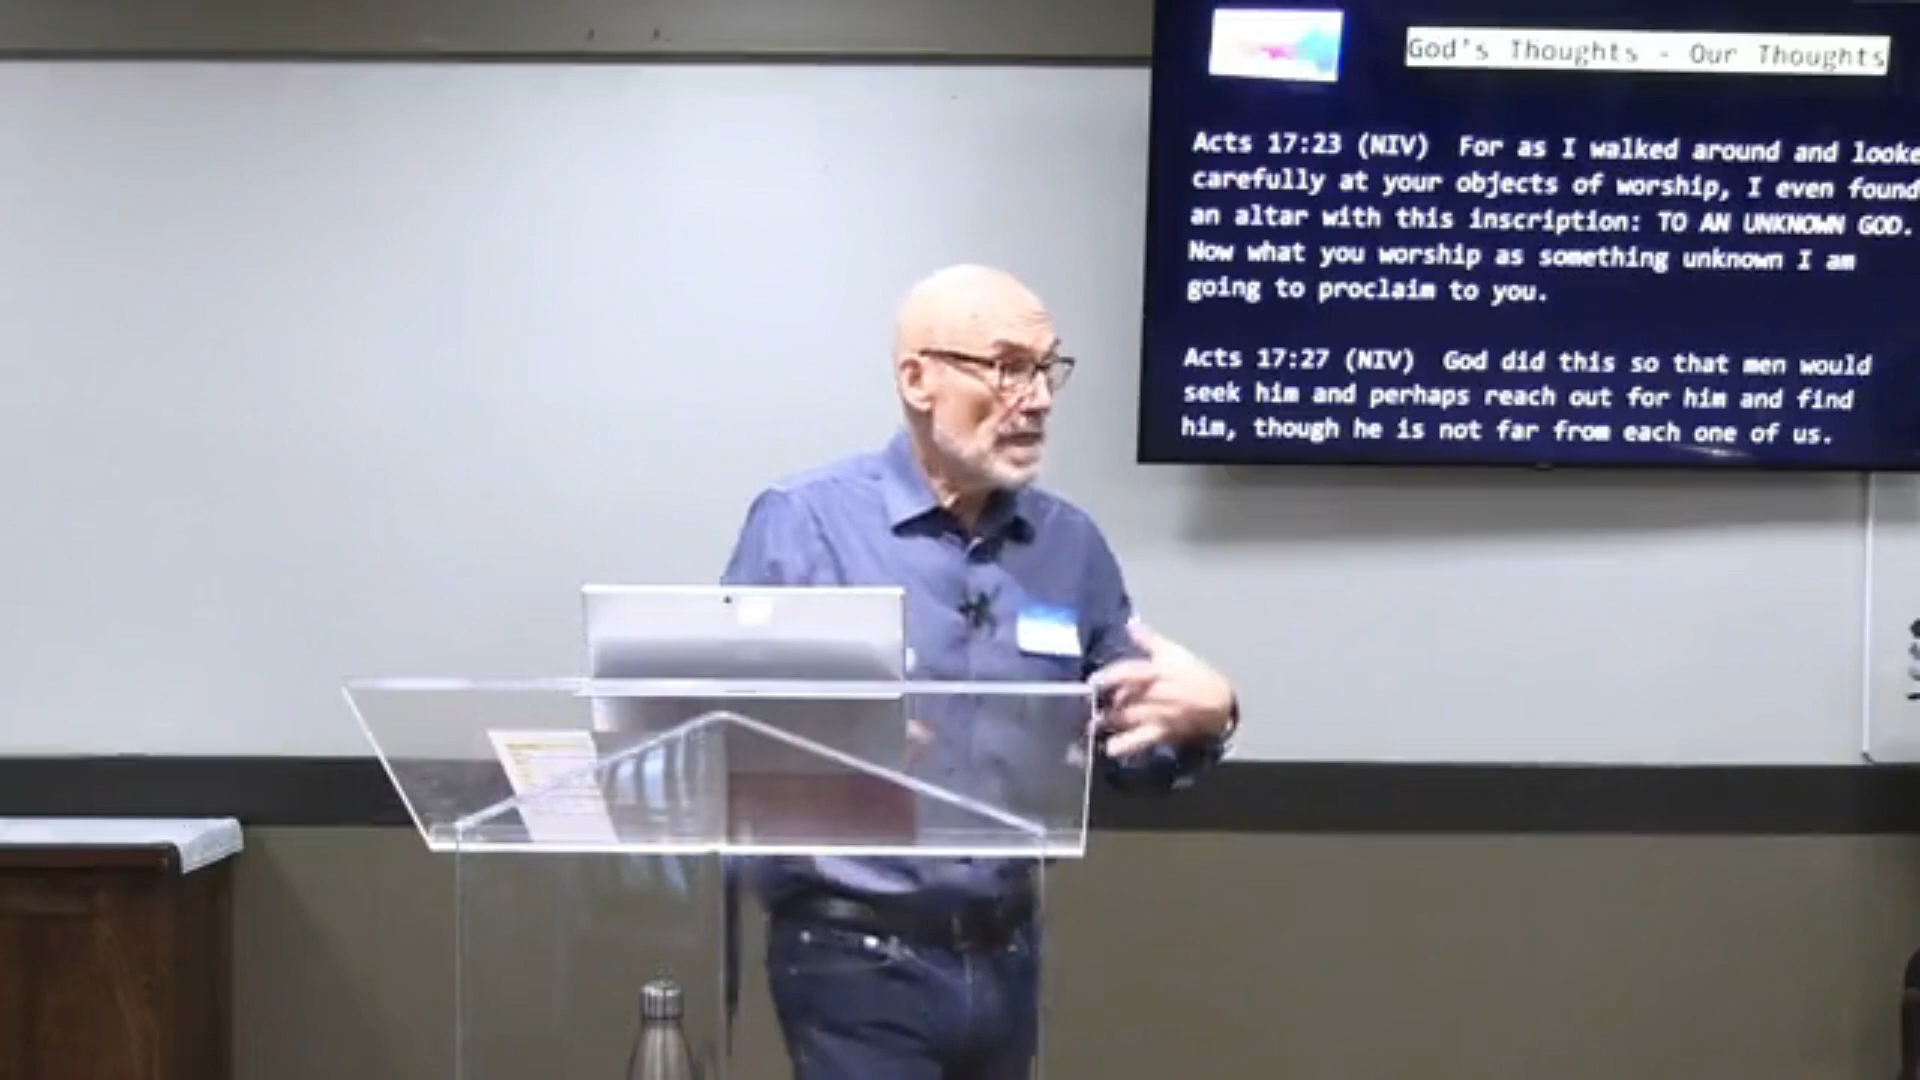 God's Thoughts - Our Thoughts
Acts 17:23 (NIV) For as I walked around and looke
carefully at your objects of worship, I even found
an altar with this inscription: TO AN UNKNOWN GOD.
Now what you worship as something unknown I am
going to proclaim to you.
Acts 17:27 (NIV) God did this so that men would
seek him and perhaps reach out for him and find
him, though he is not far from each one of us.